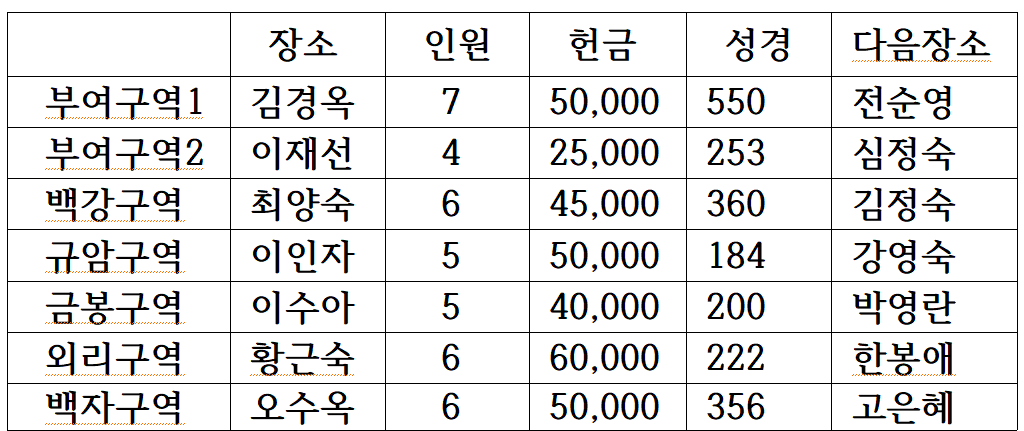 장소 인원 헌금 성경 다음장소
부여구역1 김경옥 7 50,000 550 전순영
부여구역2 이재선 4 25,000 253 심정숙
백강구역 최양숙 6 45,000 360 김정숙
규암구역 이인자 5 50,000 184 강영숙
금봉구역 이수아 5 40,000 200 박영란
외리구역 황근숙 6 60,000 222 한봉애
백자구역 오수옥 6 50,000 356 고은혜